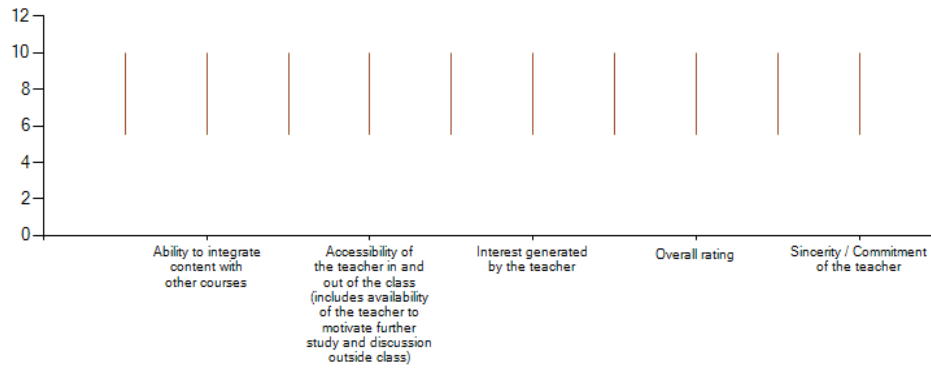 12
10
8
6
4
2
0
Ability to integrate
content with
other courses
Accessibility of
the teacher in and
out of the class
(includes availability
of the teacher to
motivate further
study and discussion
outside class)
Interest generated
by the teacher
Overall rating
Sincerity / Commitment
of the teacher